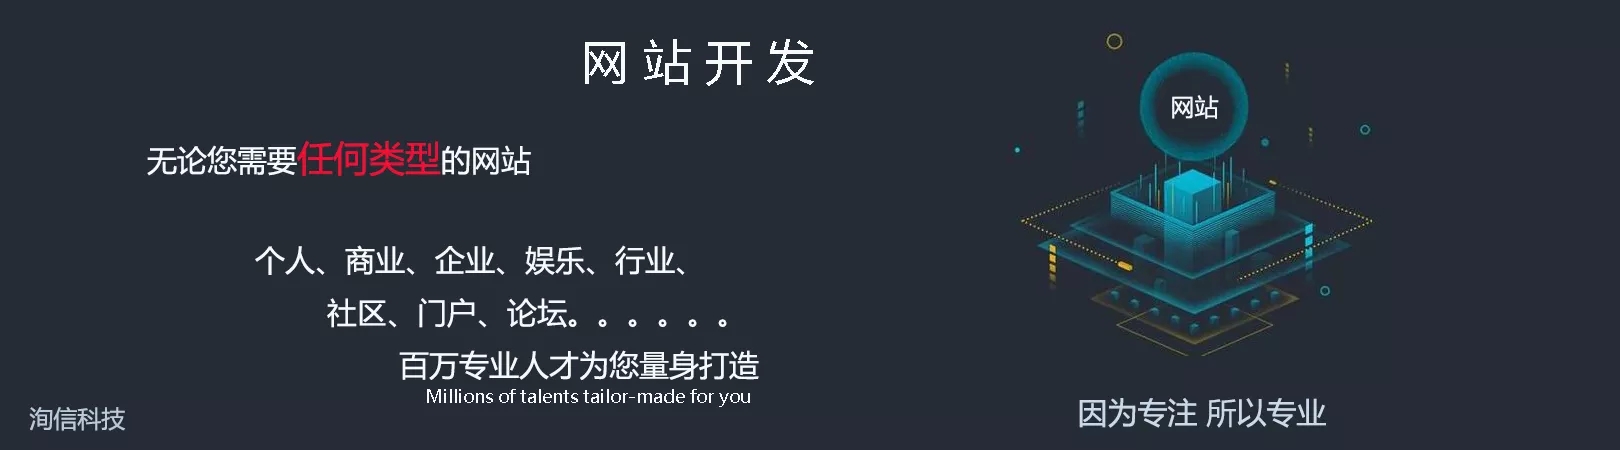 网站开发
无论您需要任何类型的网站
个人、商业、企业、娱乐、行业、
社区、门户、论坛。。。。。。
百万专业人才为您量身打造
Millions of talents tailor-made for you
洵信科技
网站
因为专注 所以专业